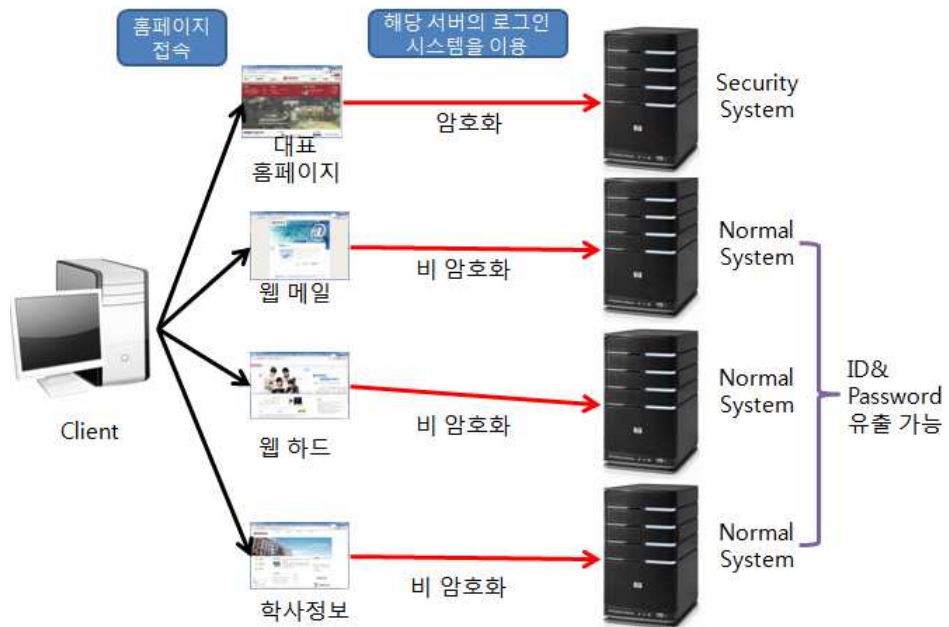 홈페이지
접속
해당 서버의 로그인
시스템을 이용
대표
홈페이지
암호화
Security
System
웹 메일
비 암호화
Normal
System
Client
웹 하드
비 암호화
Normal
System
ID&
Password
유출 가능
학사정보
비 암호화
Normal
System